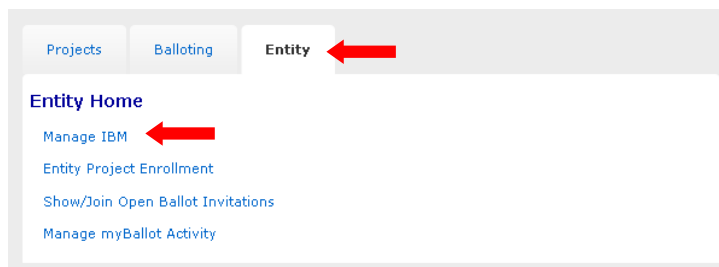 Projects Balloting Entity
Entity Home
Manage IBM
Entity Project Enrollment
Show/Join Open Ballot Invitations
Manage myBallot Activity